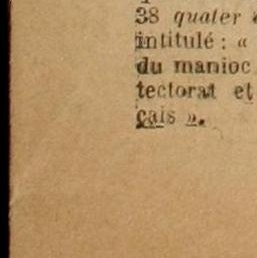 38 quater
intitulé : «
du manioc
tectorat et
çais ».